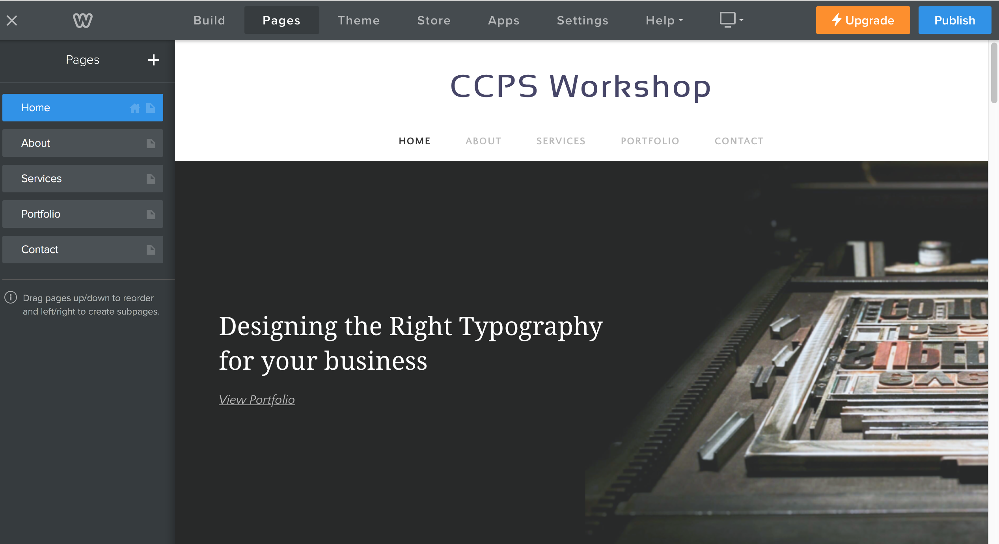 Build Pages Theme Store Apps Settings Help Upgrade Publish
Pages
Home
About
Services
Portfolio
Contact
Drag pages up/down to reorder
and left/right to create subpages.
CCPS Workshop
HOME ABOUT SERVICES PORTFOLIO CONTACT
Designing the Right Typography
for your business
View Portfolio